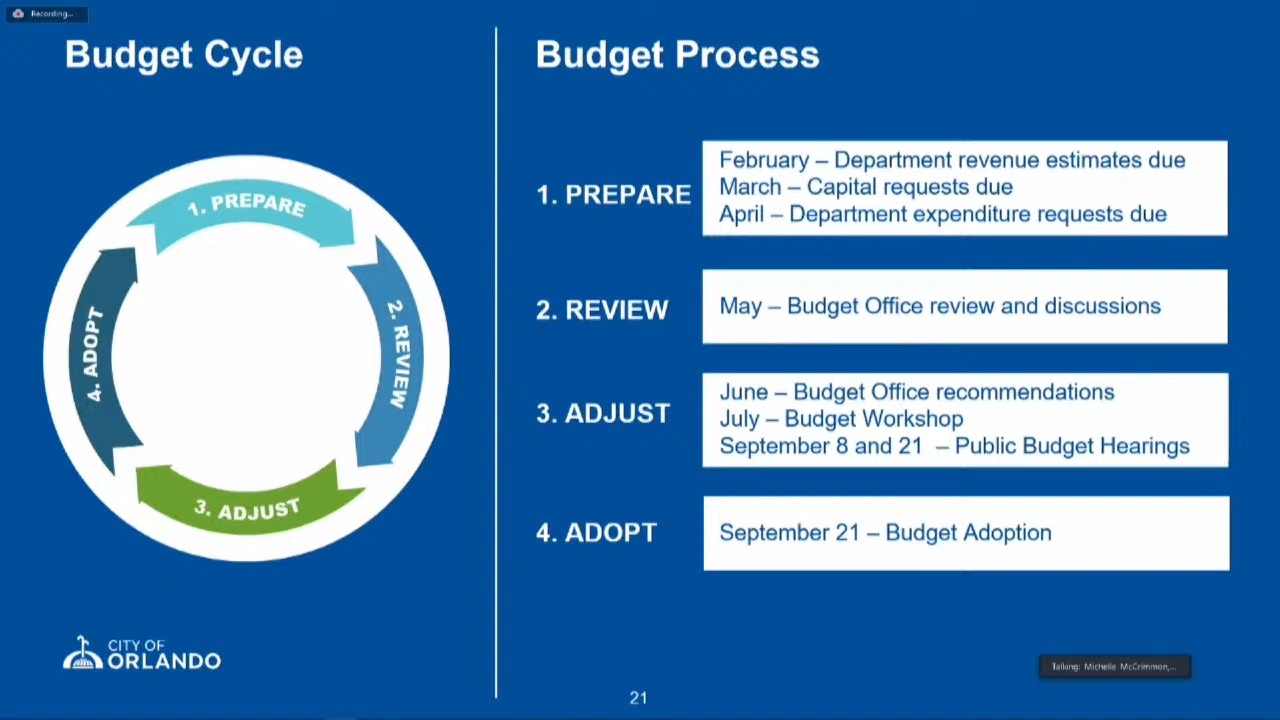 Recording...
Budget Cycle
1. PREPARE
2. REVIEW
3. ADJUST
4. ADOPT
CITY OF
ORLANDO
Budget Process
1. PREPARE
February – Department revenue estimates due
March – Capital requests due
April – Department expenditure requests due
2. REVIEW
May – Budget Office review and discussions
3. ADJUST
June – Budget Office recommendations
July – Budget Workshop
September 8 and 21 – Public Budget Hearings
4. ADOPT
September 21 – Budget Adoption
Talking: Michelle McCrimmon,...
21